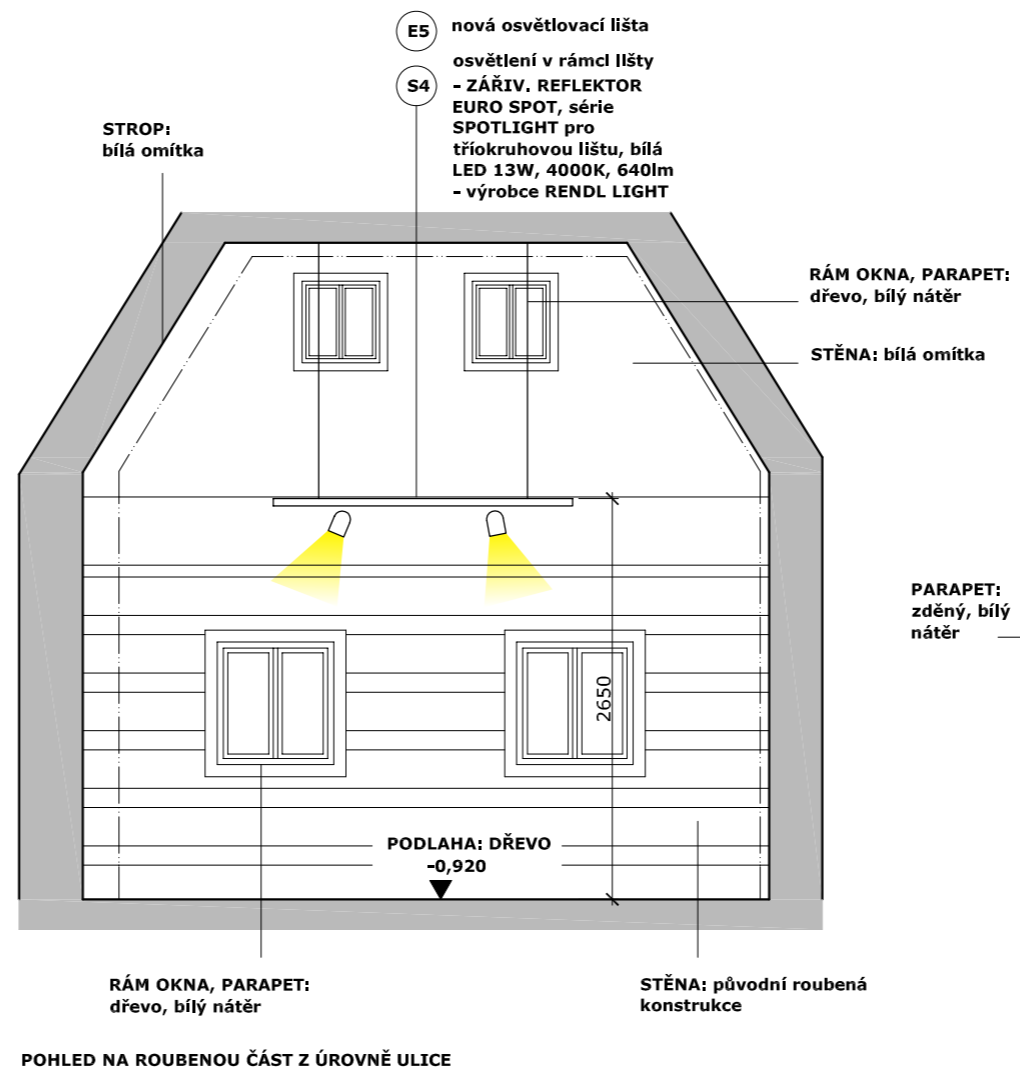 E5 nová osvětlovací lišta
osvětlení v rámcI lIšty
S4 - ZÁŘIV. REFLEKTOR
EURO SPOT, série
SPOTLIGHT pro
tříokruhovou lištu, bílá
LED 13W, 4000K, 640lm
- výrobce RENDL LIGHT
STROP:
bílá omítka
RÁM OKNA, PARAPET:
dřevo, bílý nátěr
STĚNA: bílá omítka
PARAPET:
zděný, bílý
nátěr
2650
PODLAHA: DŘEVO
-0,920
RÁM OKNA, PARAPET:
dřevo, bílý nátěr
STĚNA: původní roubená
konstrukce
POHLED NA ROUBENOU ČÁST Z ÚROVNĚ ULICE